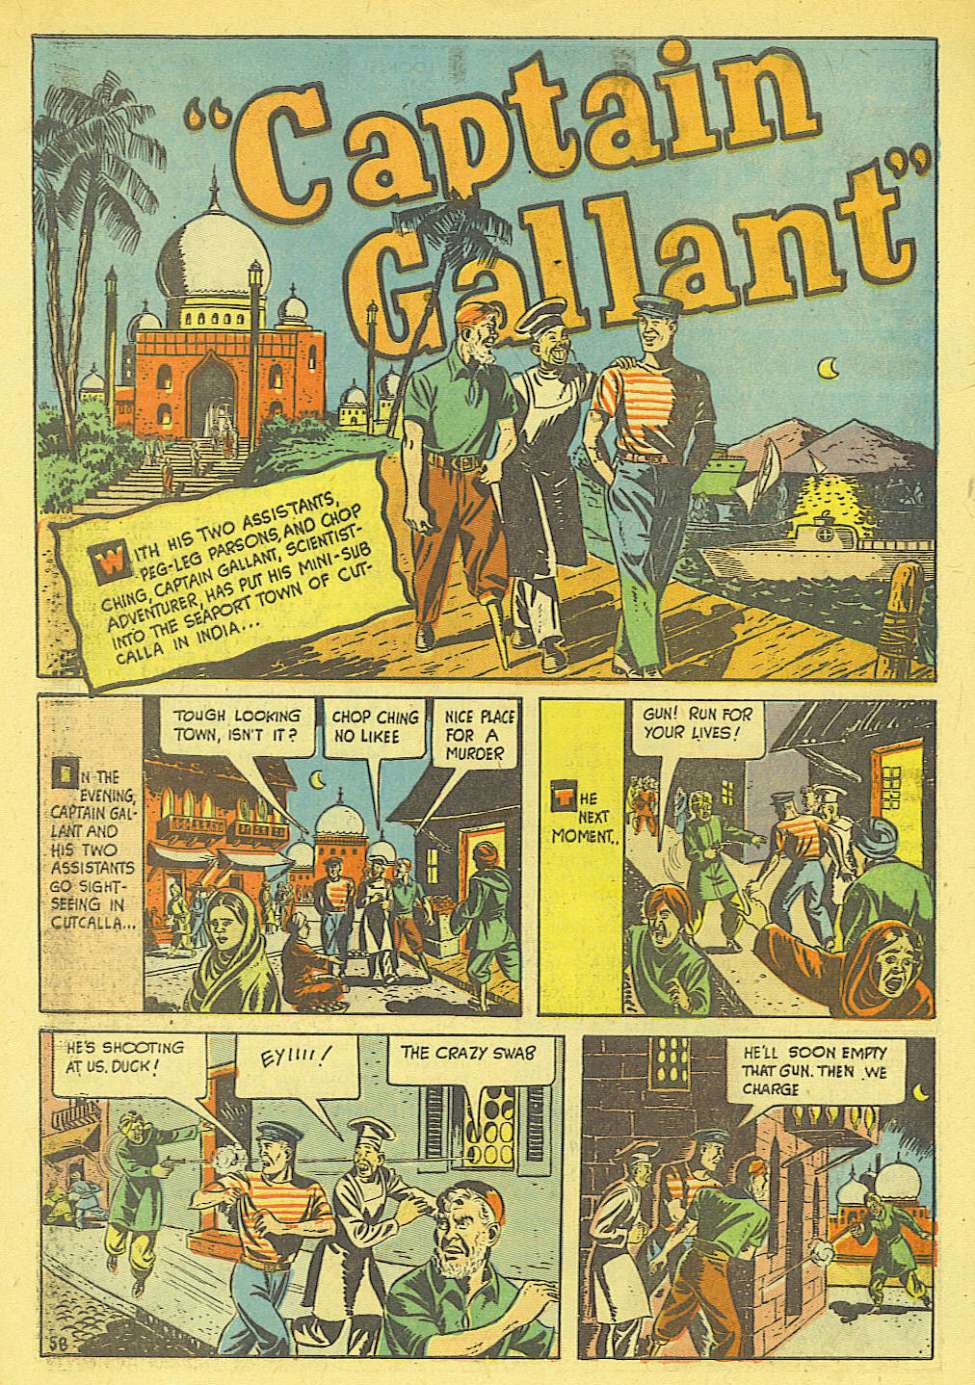 "Captain
Gallant"
WITH HIS TWO ASSISTANTS,
PEG-LEG PARSONS, AND CHOP
CHING, CAPTAIN GALLANT, SCIENTIST-
ADVENTURER, HAS PUT HIS MINI-SUB
INTO THE SEAPORT TOWN OF CUT-
CALLA IN INDIA...
IN THE
EVENING,
CAPTAIN GAL-
LANT AND
HIS TWO
ASSISTANTS
GO SIGHT-
SEEING IN
CUTCALLA...
TOUGH LOOKING
TOWN, ISN'T IT?
CHOP CHING
NO LIKEE
NICE PLACE
FOR A
MURDER
THE
NEXT
MOMENT..
GUN! RUN FOR
YOUR LIVES!
HE'S SHOOTING
AT US. DUCK!
EYIIII!
THE CRAZY SWAB
58
HE'LL SOON EMPTY
THAT GUN. THEN WE
CHARGE